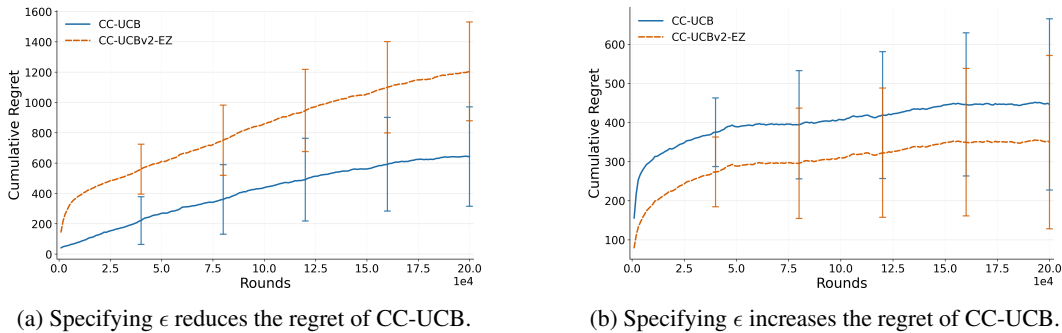 CC-UCB
CC-UCBv2-EZ
1600
1400
1200
1000
800
600
400
200
0
Cumulative Regret
0.0 2.5 5.0 7.5 10.0 12.5 15.0 17.5 20.0
1e4
Rounds
(a) Specifying ϵ reduces the regret of CC-UCB.
CC-UCB
CC-UCBv2-EZ
600
500
400
300
200
100
Cumulative Regret
0.0 2.5 5.0 7.5 10.0 12.5 15.0 17.5 20.0
1e4
Rounds
(b) Specifying ϵ increases the regret of CC-UCB.